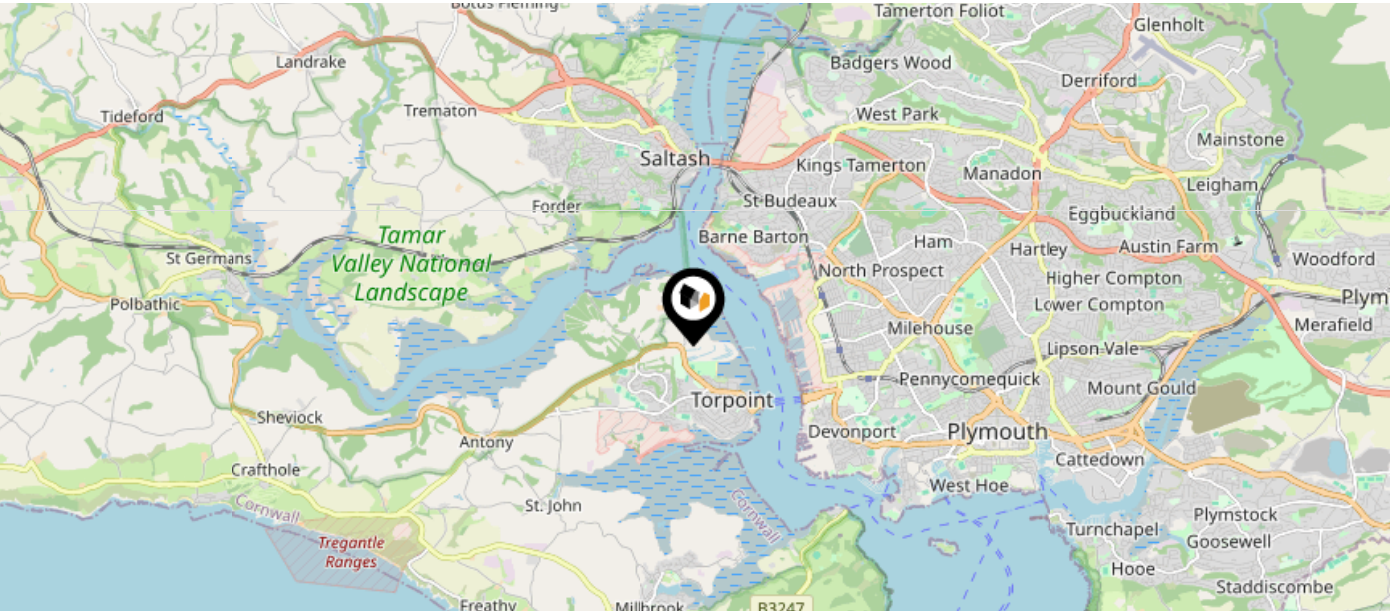 Botus Fleming
Tamerton Foliot
Glenholt
Landrake
Badgers Wood
Derriford
Tideford
Trematon
West Park
Mainstone
Saltash
Kings Tamerton
Manadon
Leigham
Forder
St Budeaux
Eggbuckland
Tamar
Valley National
Landscape
Barne Barton
Ham
Hartley
Austin Farm
St Germans
North Prospect
Higher Compton
Woodford
Polbathic
Lower Compton
Plym
Milehouse
Merafield
Lipson Vale
Pennycomequick
Mount Gould
Torpoint
Sheviock
Antony
Devonport
Plymouth
Cattedown
Crafthole
West Hoe
Cornwall
Cornwall
St. John
Plymstock
Turnchapel
Goosewell
Tregantle
Ranges
Hooe
Staddiscombe
Freathy
Millbrook
B3247